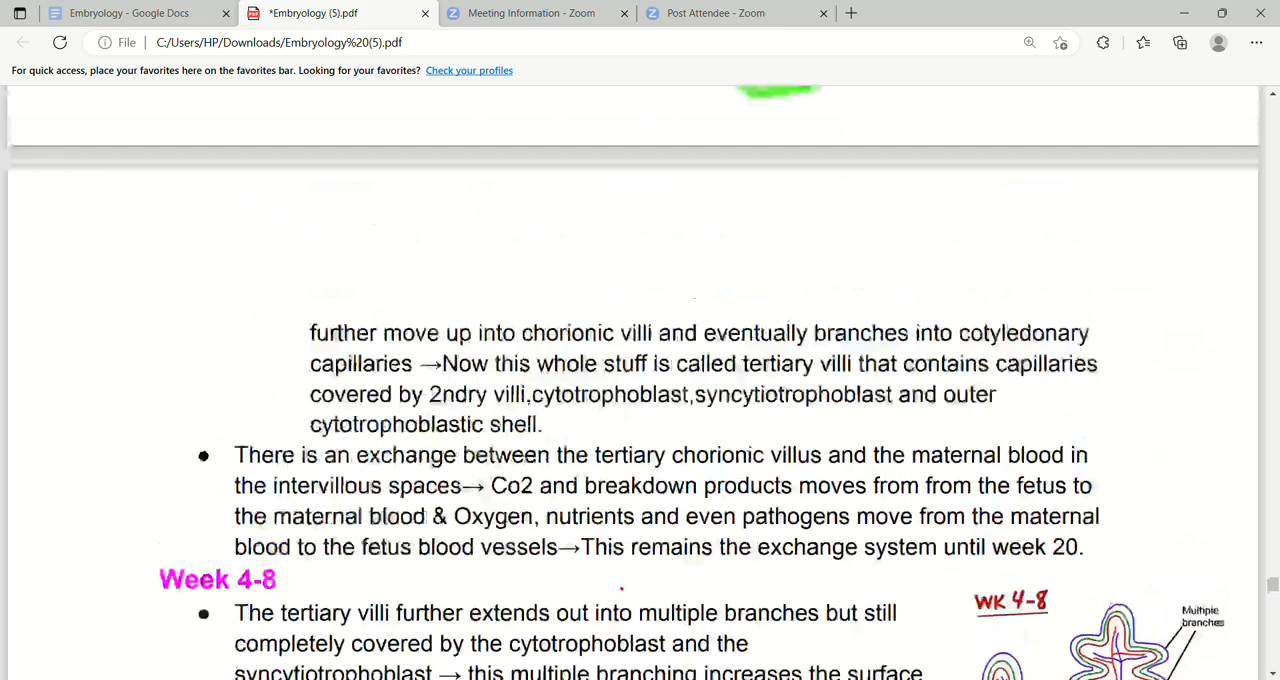 Embryology - Google Docs
*Embryology (5).pdf
Meeting Information - Zoom
Post Attendee - Zoom
File
C:/Users/HP/Downloads/Embryology%20(5).pdf
For quick access, place your favorites here on the favorites bar. Looking for your favorites? Check your profiles
further move up into chorionic villi and eventually branches into cotyledonary
capillaries →Now this whole stuff is called tertiary villi that contains capillaries
covered by 2ndry villi,cytotrophoblast,syncytiotrophoblast and outer
cytotrophoblastic shell.
● There is an exchange between the tertiary chorionic villus and the maternal blood in
the intervillous spaces→ Co2 and breakdown products moves from from the fetus to
the maternal blood & Oxygen, nutrients and even pathogens move from the maternal
blood to the fetus blood vessels→This remains the exchange system until week 20.
Week 4-8
● The tertiary villi further extends out into multiple branches but still
completely covered by the cytotrophoblast and the
syncytiotrophoblast → this multiple branching increases the surface
WK 4-8
Multiple
branches